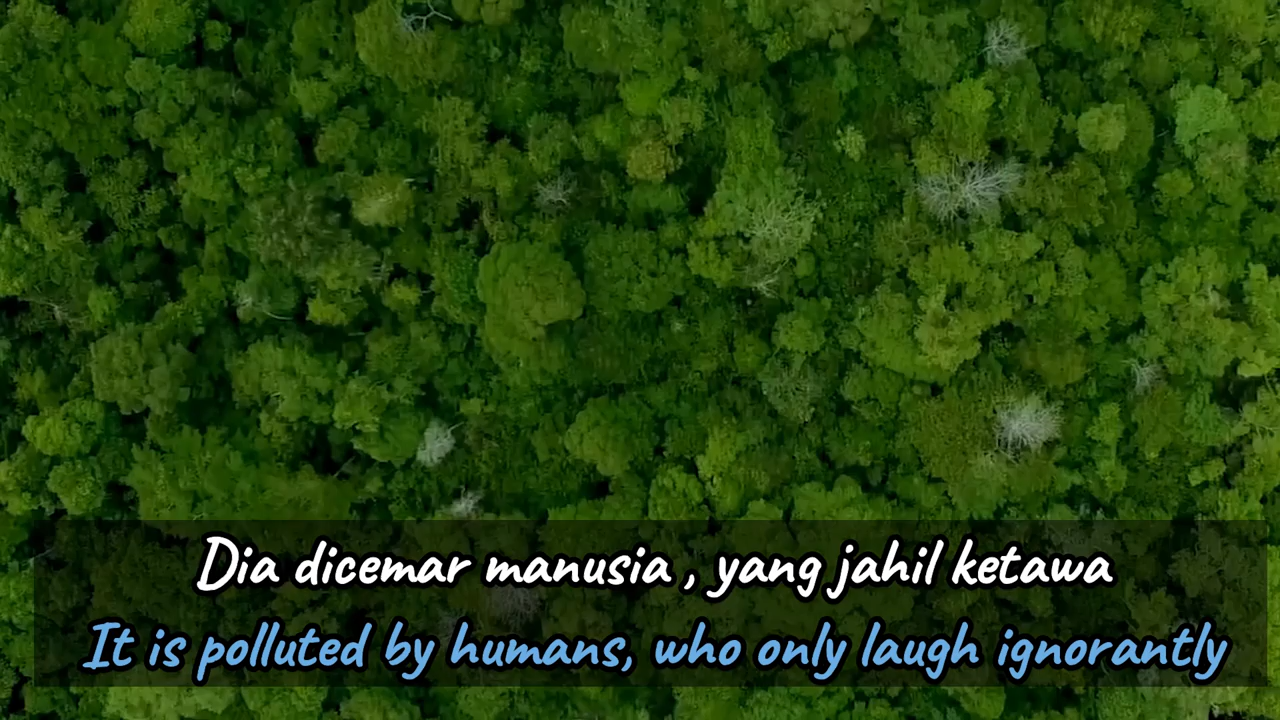 Dia dicemar manusia , yang jahil ketawa
It is polluted by humans, who only laugh ignorantly